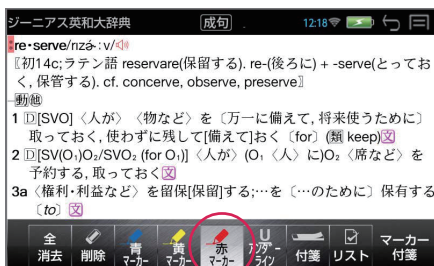 ジーニアス英和大辞典 成句 12:18
re・serve/rɪzə́ːv/
〖初14c;ラテン語 reservare(保留する). re-(後ろに) + -serve(とってお
く, 保管する). cf. concerve, observe, preserve〗
動他
1 D[SVO]〈人が〉〈物など〉を〔万一に備えて, 将来使うために〕
取っておく, 使わずに残して[備えて]おく〔for〕(類 keep)文
2 D[SV(O₁)O₂/SVO₂ (for O₁)]〈人が〉(O₁〈人〉に)O₂〈席など〉を
予約する, 取っておく文
3a〈権利・利益など〉を留保[保留]する;…を〔…のために〕保有する
〔to〕文
全消去 削除 青マーカー 黄マーカー 赤マーカー アンダーライン 付箋 リスト マーカー付箋